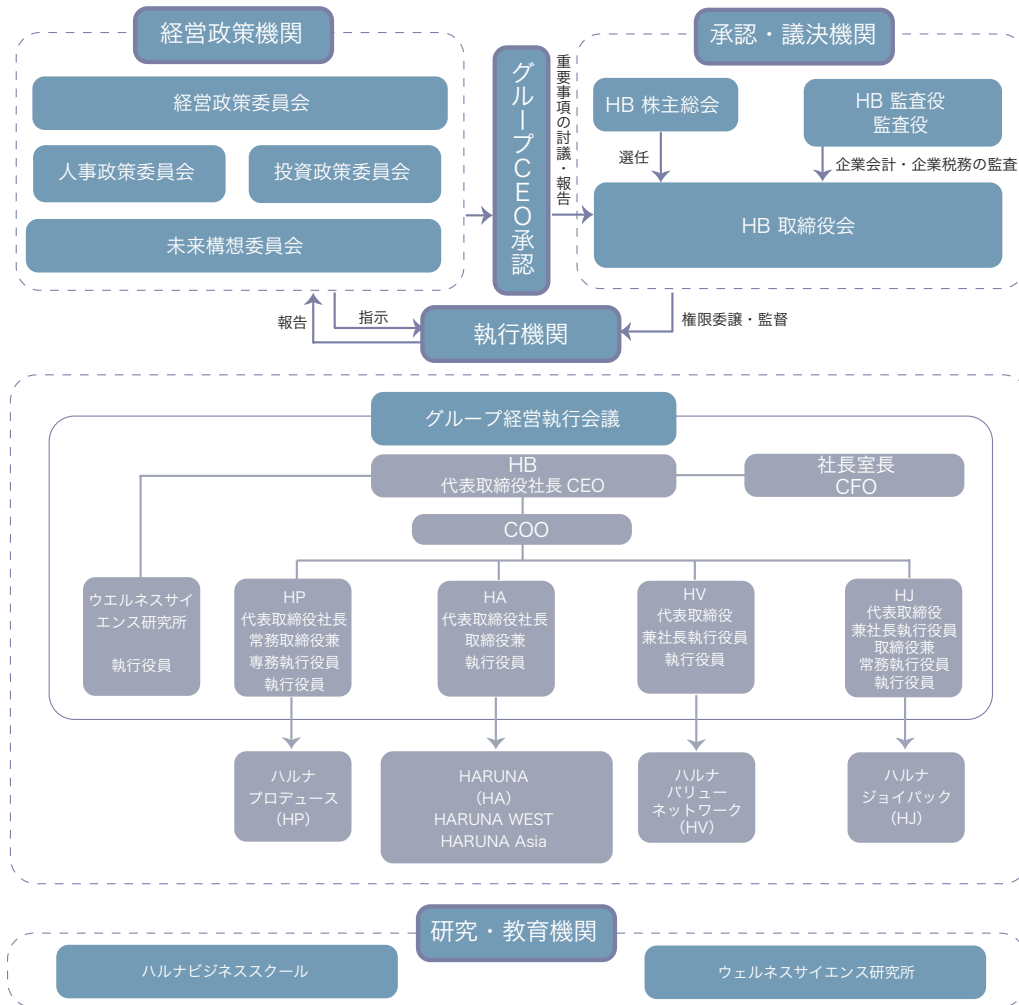 経営政策機関
経営政策委員会
人事政策委員会
投資政策委員会
未来構想委員会
グループCEO承認
重要事項の討議・報告
承認・議決機関
HB 株主総会
HB 監査役
監査役
選任
企業会計・企業税務の監査
HB 取締役会
報告
指示
執行機関
権限委譲・監督
グループ経営執行会議
HB
代表取締役社長 CEO
社長室長
CFO
COO
ウエルネスサイ
エンス研究所
執行役員
HP
代表取締役社長
常務取締役兼
専務執行役員
執行役員
HA
代表取締役社長
取締役兼
執行役員
HV
代表取締役
兼社長執行役員
執行役員
HJ
代表取締役
兼社長執行役員
取締役兼
常務執行役員
執行役員
ハルナ
プロデュース
（HP）
HARUNA
（HA）
HARUNA WEST
HARUNA Asia
ハルナ
バリュー
ネットワーク
（HV）
ハルナ
ジョイパック
（HJ）
研究・教育機関
ハルナビジネススクール
ウェルネスサイエンス研究所